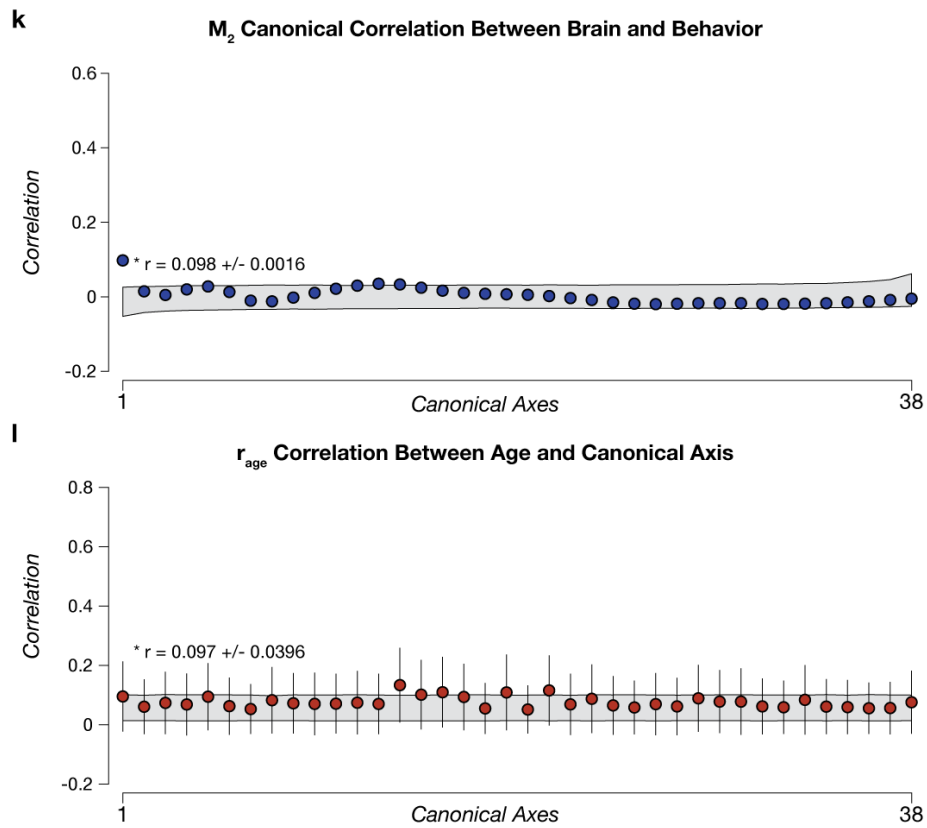 k
M2 Canonical Correlation Between Brain and Behavior
0.6
0.4
0.2
0
-0.2
Correlation
* r = 0.098 +/- 0.0016
1
Canonical Axes
38
l
rage Correlation Between Age and Canonical Axis
0.8
0.6
0.4
0.2
0
-0.2
Correlation
* r = 0.097 +/- 0.0396
1
Canonical Axes
38